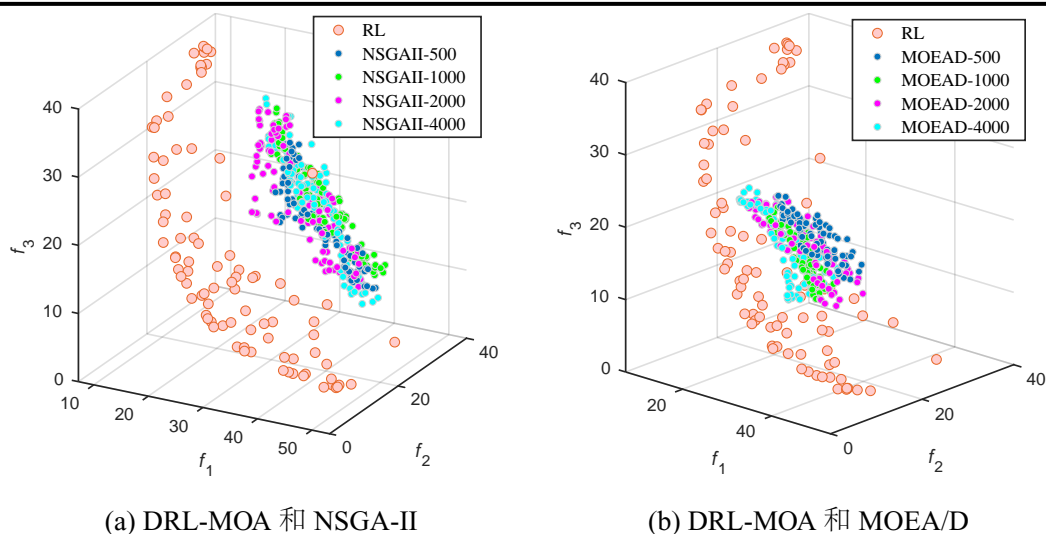 RL
NSGAII-500
NSGAII-1000
NSGAII-2000
NSGAII-4000
40
30
20
10
0
f3
10
20
30
40
50
f1
0
20
40
f2
(a) DRL-MOA 和 NSGA-II
RL
MOEAD-500
MOEAD-1000
MOEAD-2000
MOEAD-4000
40
30
20
10
0
f3
20
40
f1
0
20
40
f2
(b) DRL-MOA 和 MOEA/D